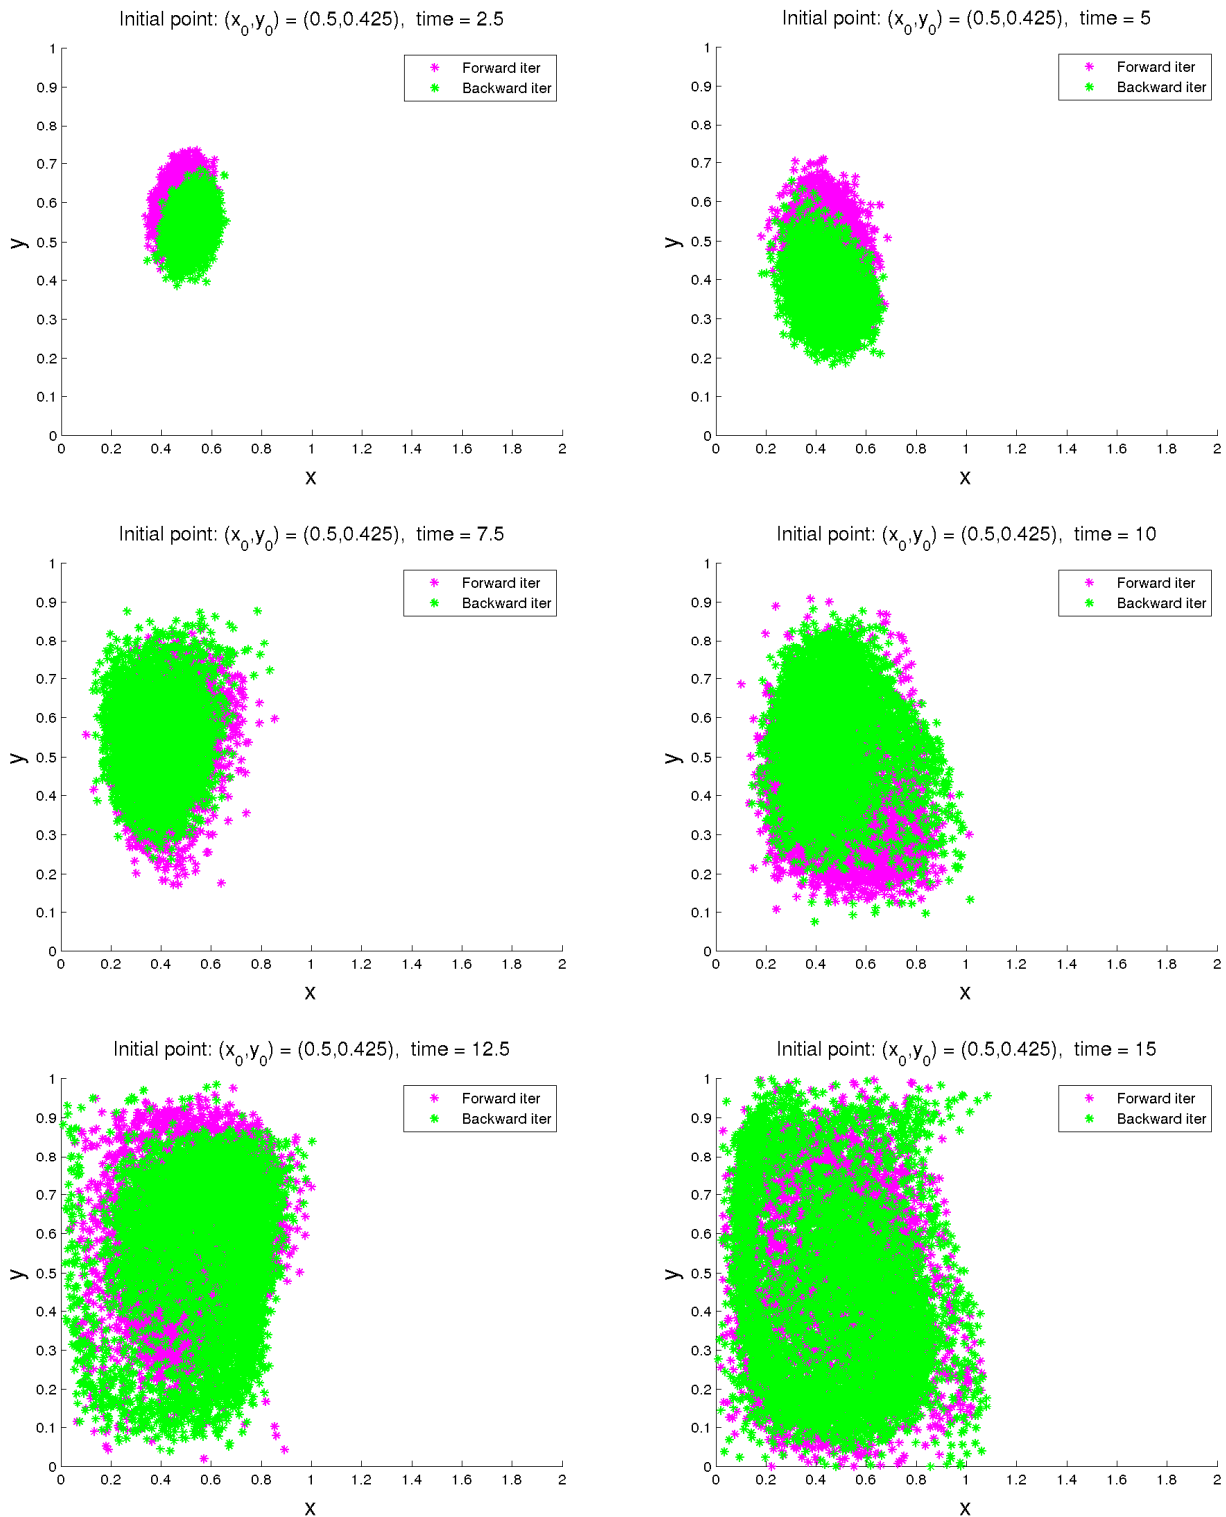 Initial point: (x0,y0) = (0.5,0.425), time = 2.5
Forward iter
Backward iter
1
0.9
0.8
0.7
0.6
0.5
0.4
0.3
0.2
0.1
0
y
0 0.2 0.4 0.6 0.8 1 1.2 1.4 1.6 1.8 2
x
Initial point: (x0,y0) = (0.5,0.425), time = 5
Forward iter
Backward iter
1
0.9
0.8
0.7
0.6
0.5
0.4
0.3
0.2
0.1
0
y
0 0.2 0.4 0.6 0.8 1 1.2 1.4 1.6 1.8 2
x
Initial point: (x0,y0) = (0.5,0.425), time = 7.5
Forward iter
Backward iter
1
0.9
0.8
0.7
0.6
0.5
0.4
0.3
0.2
0.1
0
y
0 0.2 0.4 0.6 0.8 1 1.2 1.4 1.6 1.8 2
x
Initial point: (x0,y0) = (0.5,0.425), time = 10
Forward iter
Backward iter
1
0.9
0.8
0.7
0.6
0.5
0.4
0.3
0.2
0.1
0
y
0 0.2 0.4 0.6 0.8 1 1.2 1.4 1.6 1.8 2
x
Initial point: (x0,y0) = (0.5,0.425), time = 12.5
Forward iter
Backward iter
1
0.9
0.8
0.7
0.6
0.5
0.4
0.3
0.2
0.1
0
y
0 0.2 0.4 0.6 0.8 1 1.2 1.4 1.6 1.8 2
x
Initial point: (x0,y0) = (0.5,0.425), time = 15
Forward iter
Backward iter
1
0.9
0.8
0.7
0.6
0.5
0.4
0.3
0.2
0.1
0
y
0 0.2 0.4 0.6 0.8 1 1.2 1.4 1.6 1.8 2
x